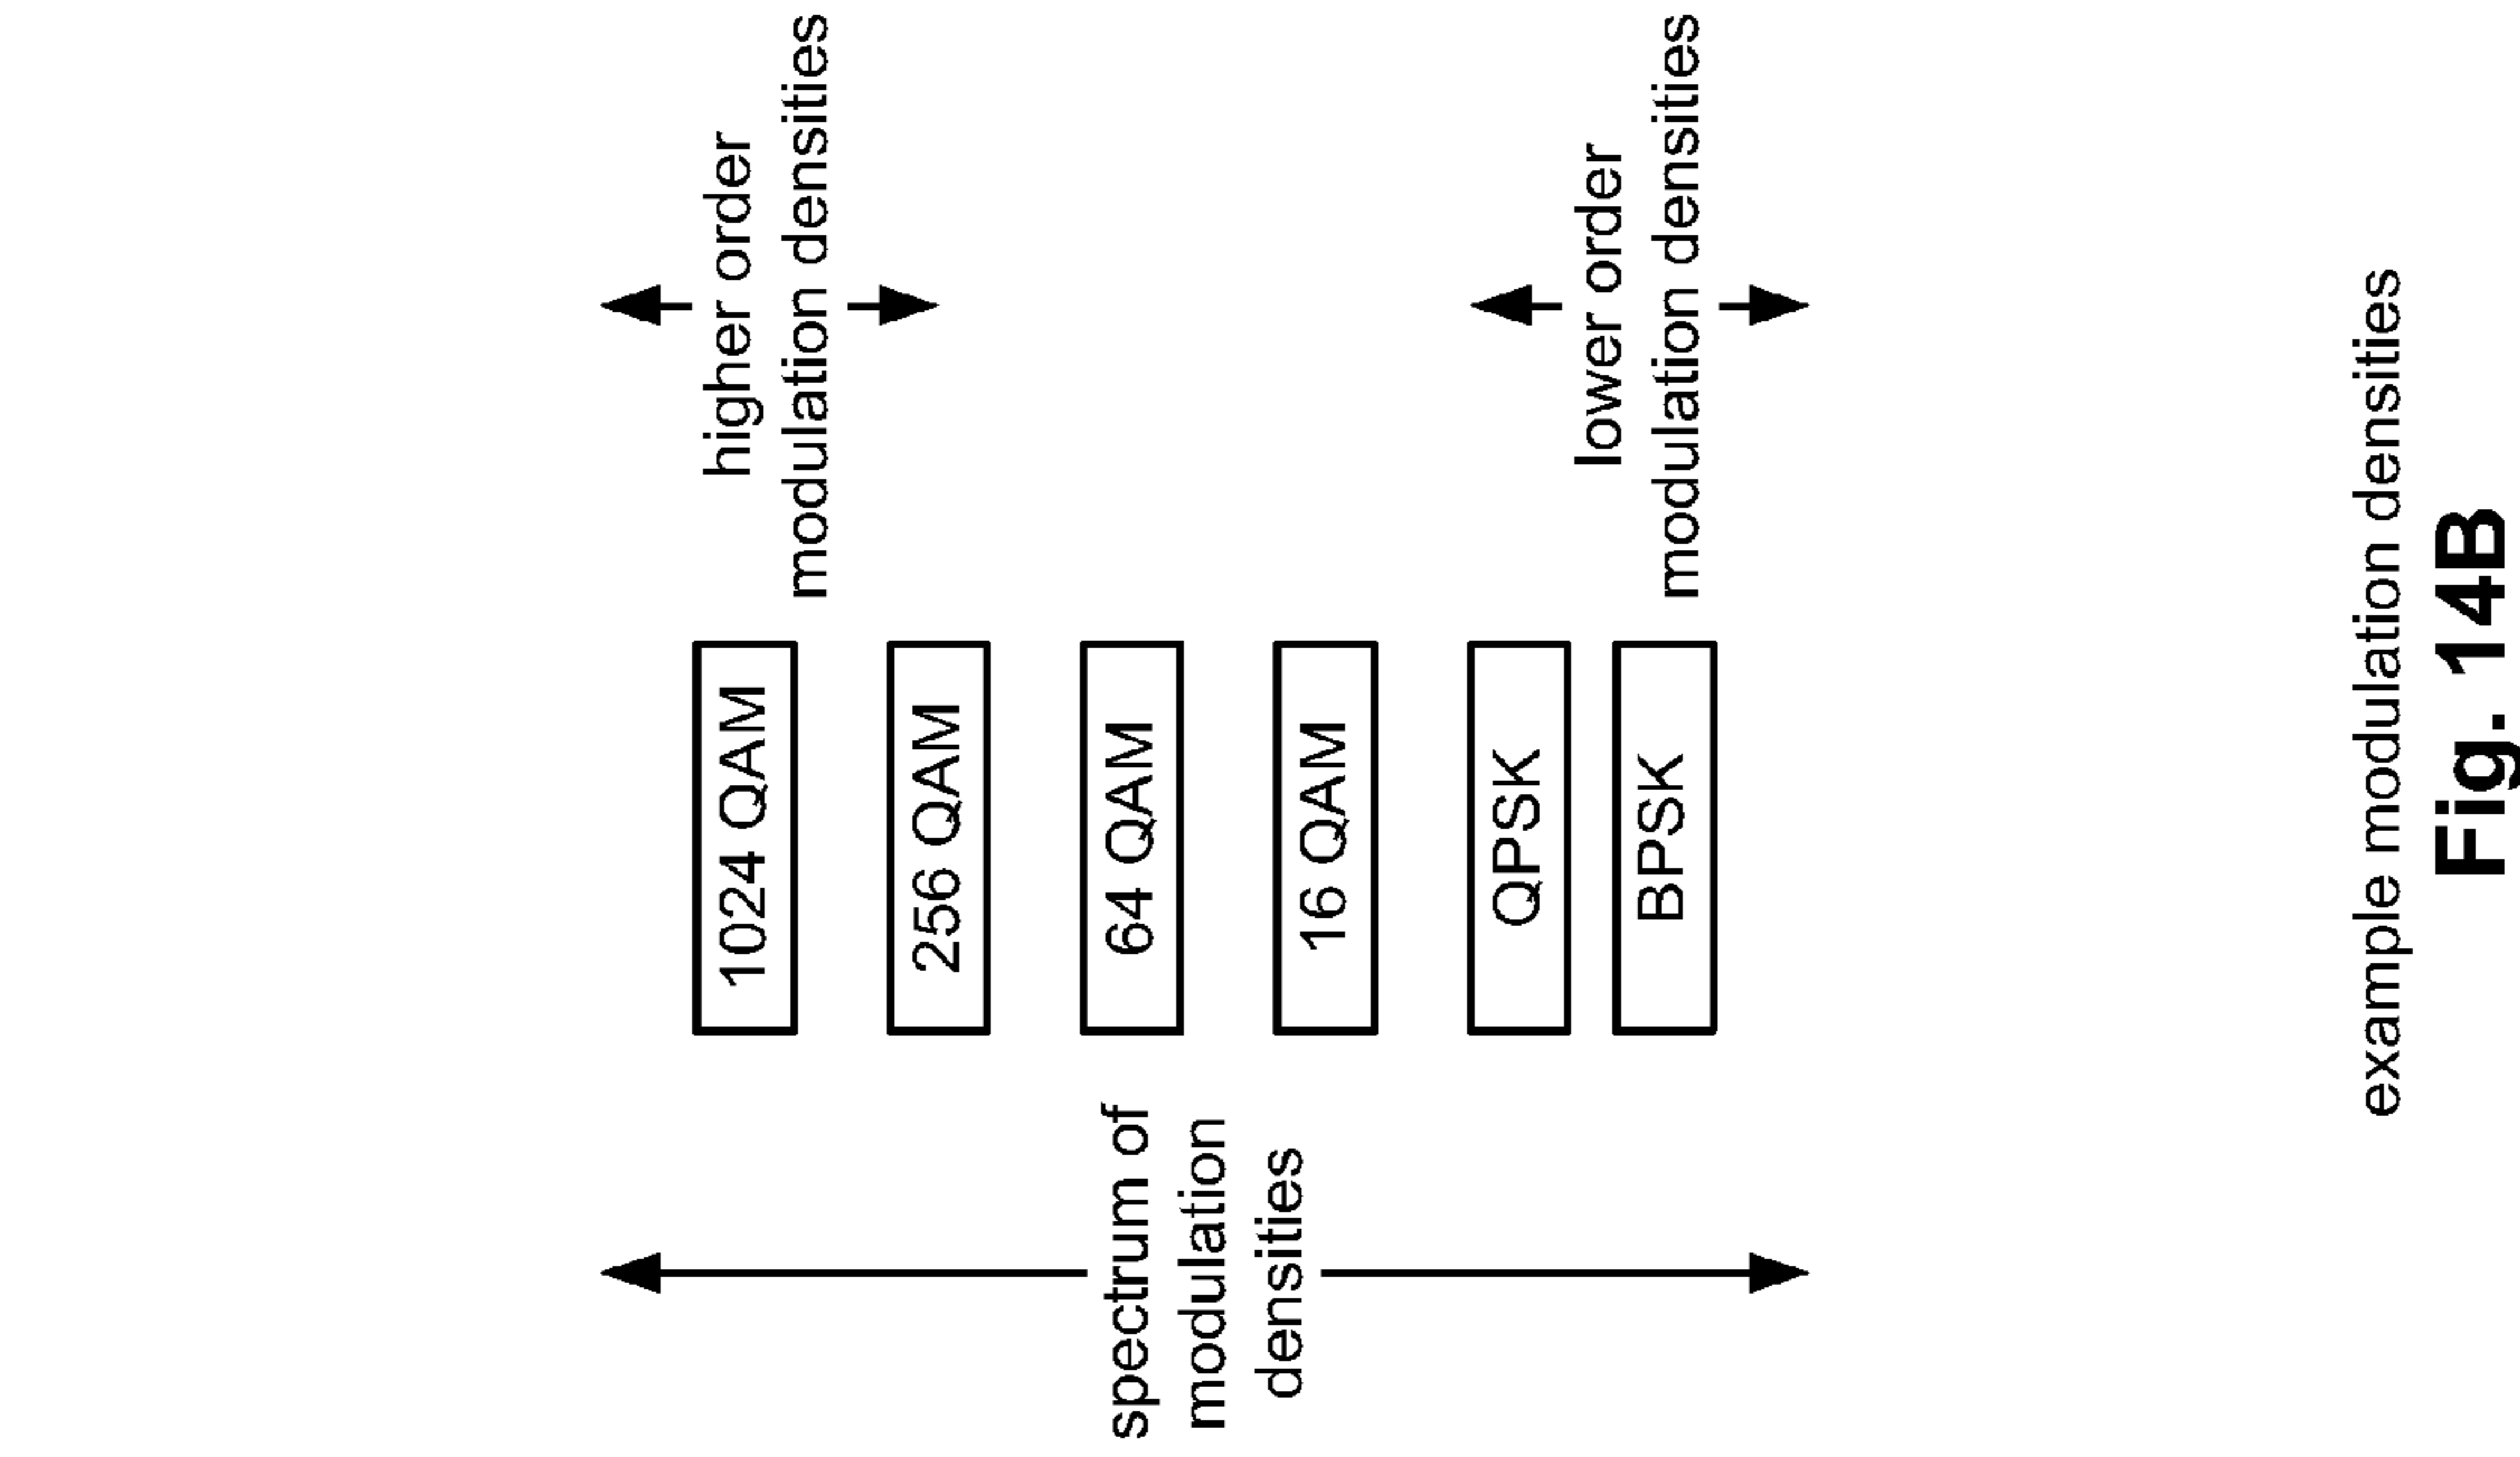 spectrum of
modulation
densities
1024 QAM
256 QAM
64 QAM
16 QAM
QPSK
BPSK
higher order
modulation densities
lower order
modulation densities
example modulation densities
Fig. 14B